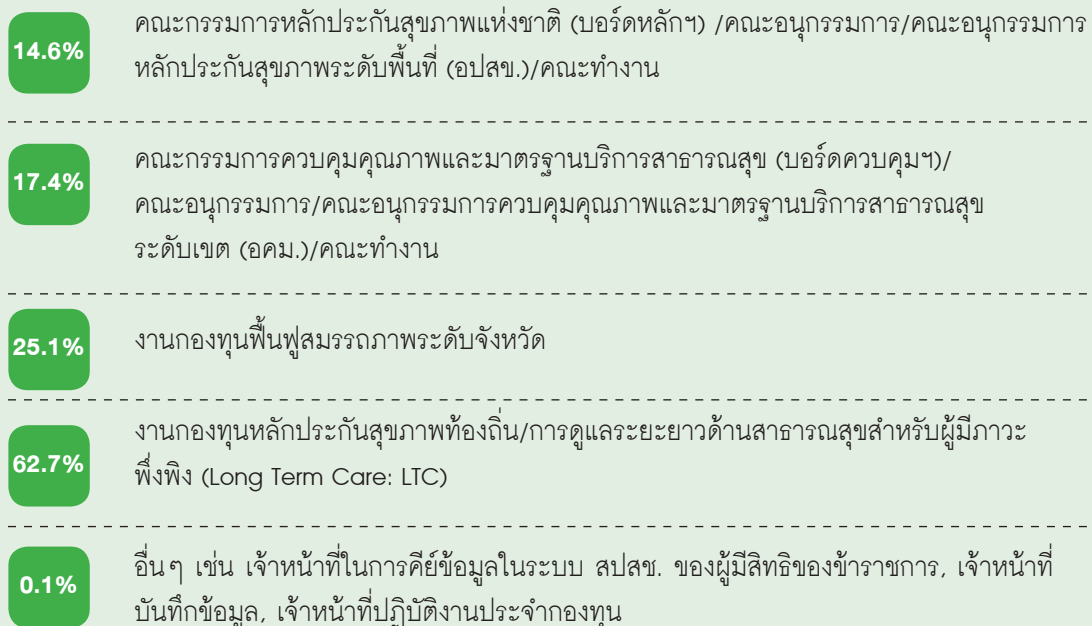 14.6%
คณะกรรมการหลักประกันสุขภาพแห่งชาติ (บอร์ดหลักฯ) /คณะอนุกรรมการ/คณะอนุกรรมการ
หลักประกันสุขภาพระดับพื้นที่ (อปสข.)/คณะทำงาน
17.4%
คณะกรรมการควบคุมคุณภาพและมาตรฐานบริการสาธารณสุข (บอร์ดควบคุมฯ)/
คณะอนุกรรมการ/คณะอนุกรรมการควบคุมคุณภาพและมาตรฐานบริการสาธารณสุข
ระดับเขต (อคม.)/คณะทำงาน
25.1%
งานกองทุนฟื้นฟูสมรรถภาพระดับจังหวัด
62.7%
งานกองทุนหลักประกันสุขภาพท้องถิ่น/การดูแลระยะยาวด้านสาธารณสุขสำหรับผู้มีภาวะ
พึ่งพิง (Long Term Care: LTC)
0.1%
อื่นๆ เช่น เจ้าหน้าที่ในการคีย์ข้อมูลในระบบ สปสช. ของผู้มีสิทธิของข้าราชการ, เจ้าหน้าที่
บันทึกข้อมูล, เจ้าหน้าที่ปฏิบัติงานประจำกองทุน